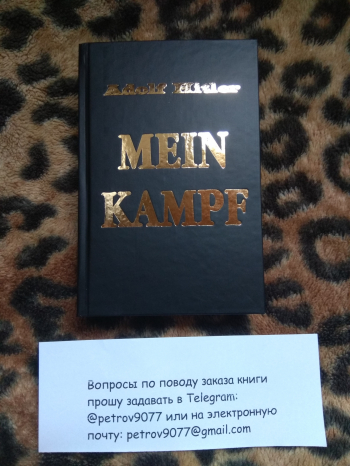 Adolf Hitler
MEIN
KAMPF
Вопросы по поводу заказа книги
прошу задавать в Telegram:
@petrov9077 или на электронную
почту: petrov9077@gmail.com